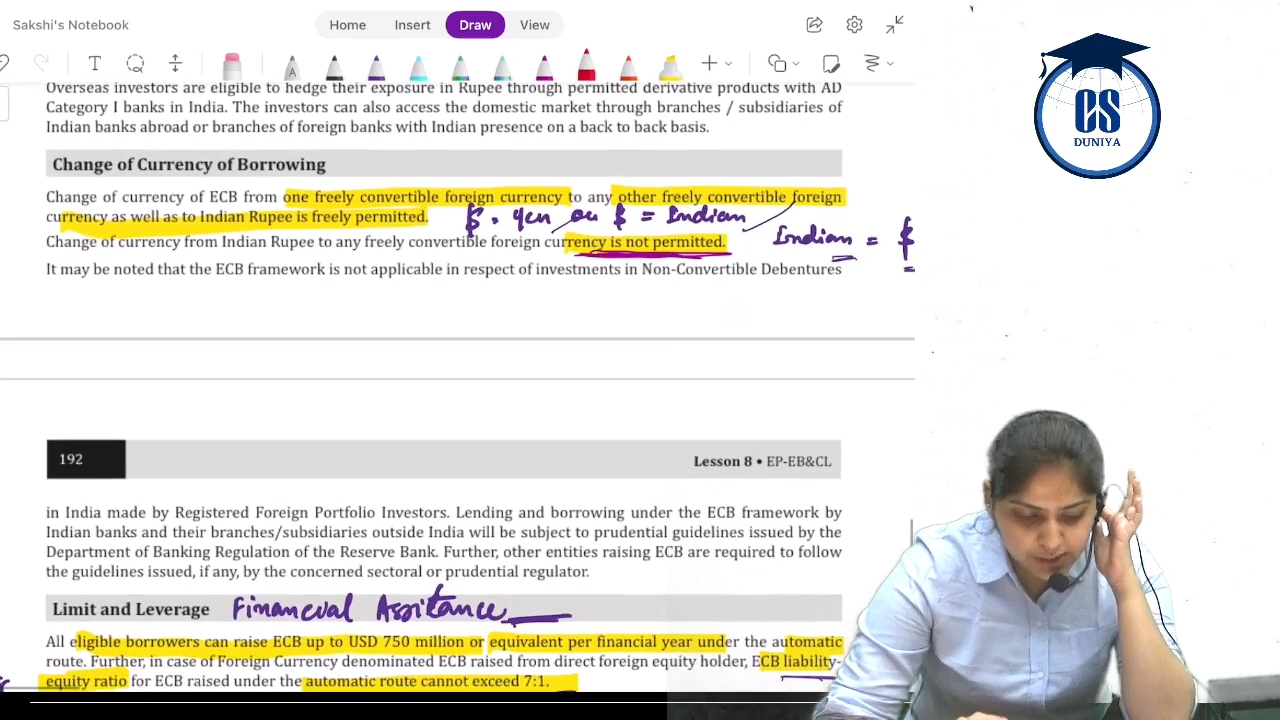 Sakshi's Notebook
Home Insert Draw View
CS
DUNIYA
Overseas investors are eligible to hedge their exposure in Rupee through permitted derivative products with AD
Category I banks in India. The investors can also access the domestic market through branches / subsidiaries of
Indian banks abroad or branches of foreign banks with Indian presence on a back to back basis.
Change of Currency of Borrowing
Change of currency of ECB from one freely convertible foreign currency to any other freely convertible foreign
currency as well as to Indian Rupee is freely permitted. $ = yen on $ = Indian
Change of currency from Indian Rupee to any freely convertible foreign currency is not permitted. Indian = $
It may be noted that the ECB framework is not applicable in respect of investments in Non-Convertible Debentures
192
Lesson 8 • EP-EB&CL
in India made by Registered Foreign Portfolio Investors. Lending and borrowing under the ECB framework by
Indian banks and their branches/subsidiaries outside India will be subject to prudential guidelines issued by the
Department of Banking Regulation of the Reserve Bank. Further, other entities raising ECB are required to follow
the guidelines issued, if any, by the concerned sectoral or prudential regulator.
Limit and Leverage Financval Assitance
All eligible borrowers can raise ECB up to USD 750 million or equivalent per financial year under the automatic
route. Further, in case of Foreign Currency denominated ECB raised from direct foreign equity holder, ECB liability-
equity ratio for ECB raised under the automatic route cannot exceed 7:1.